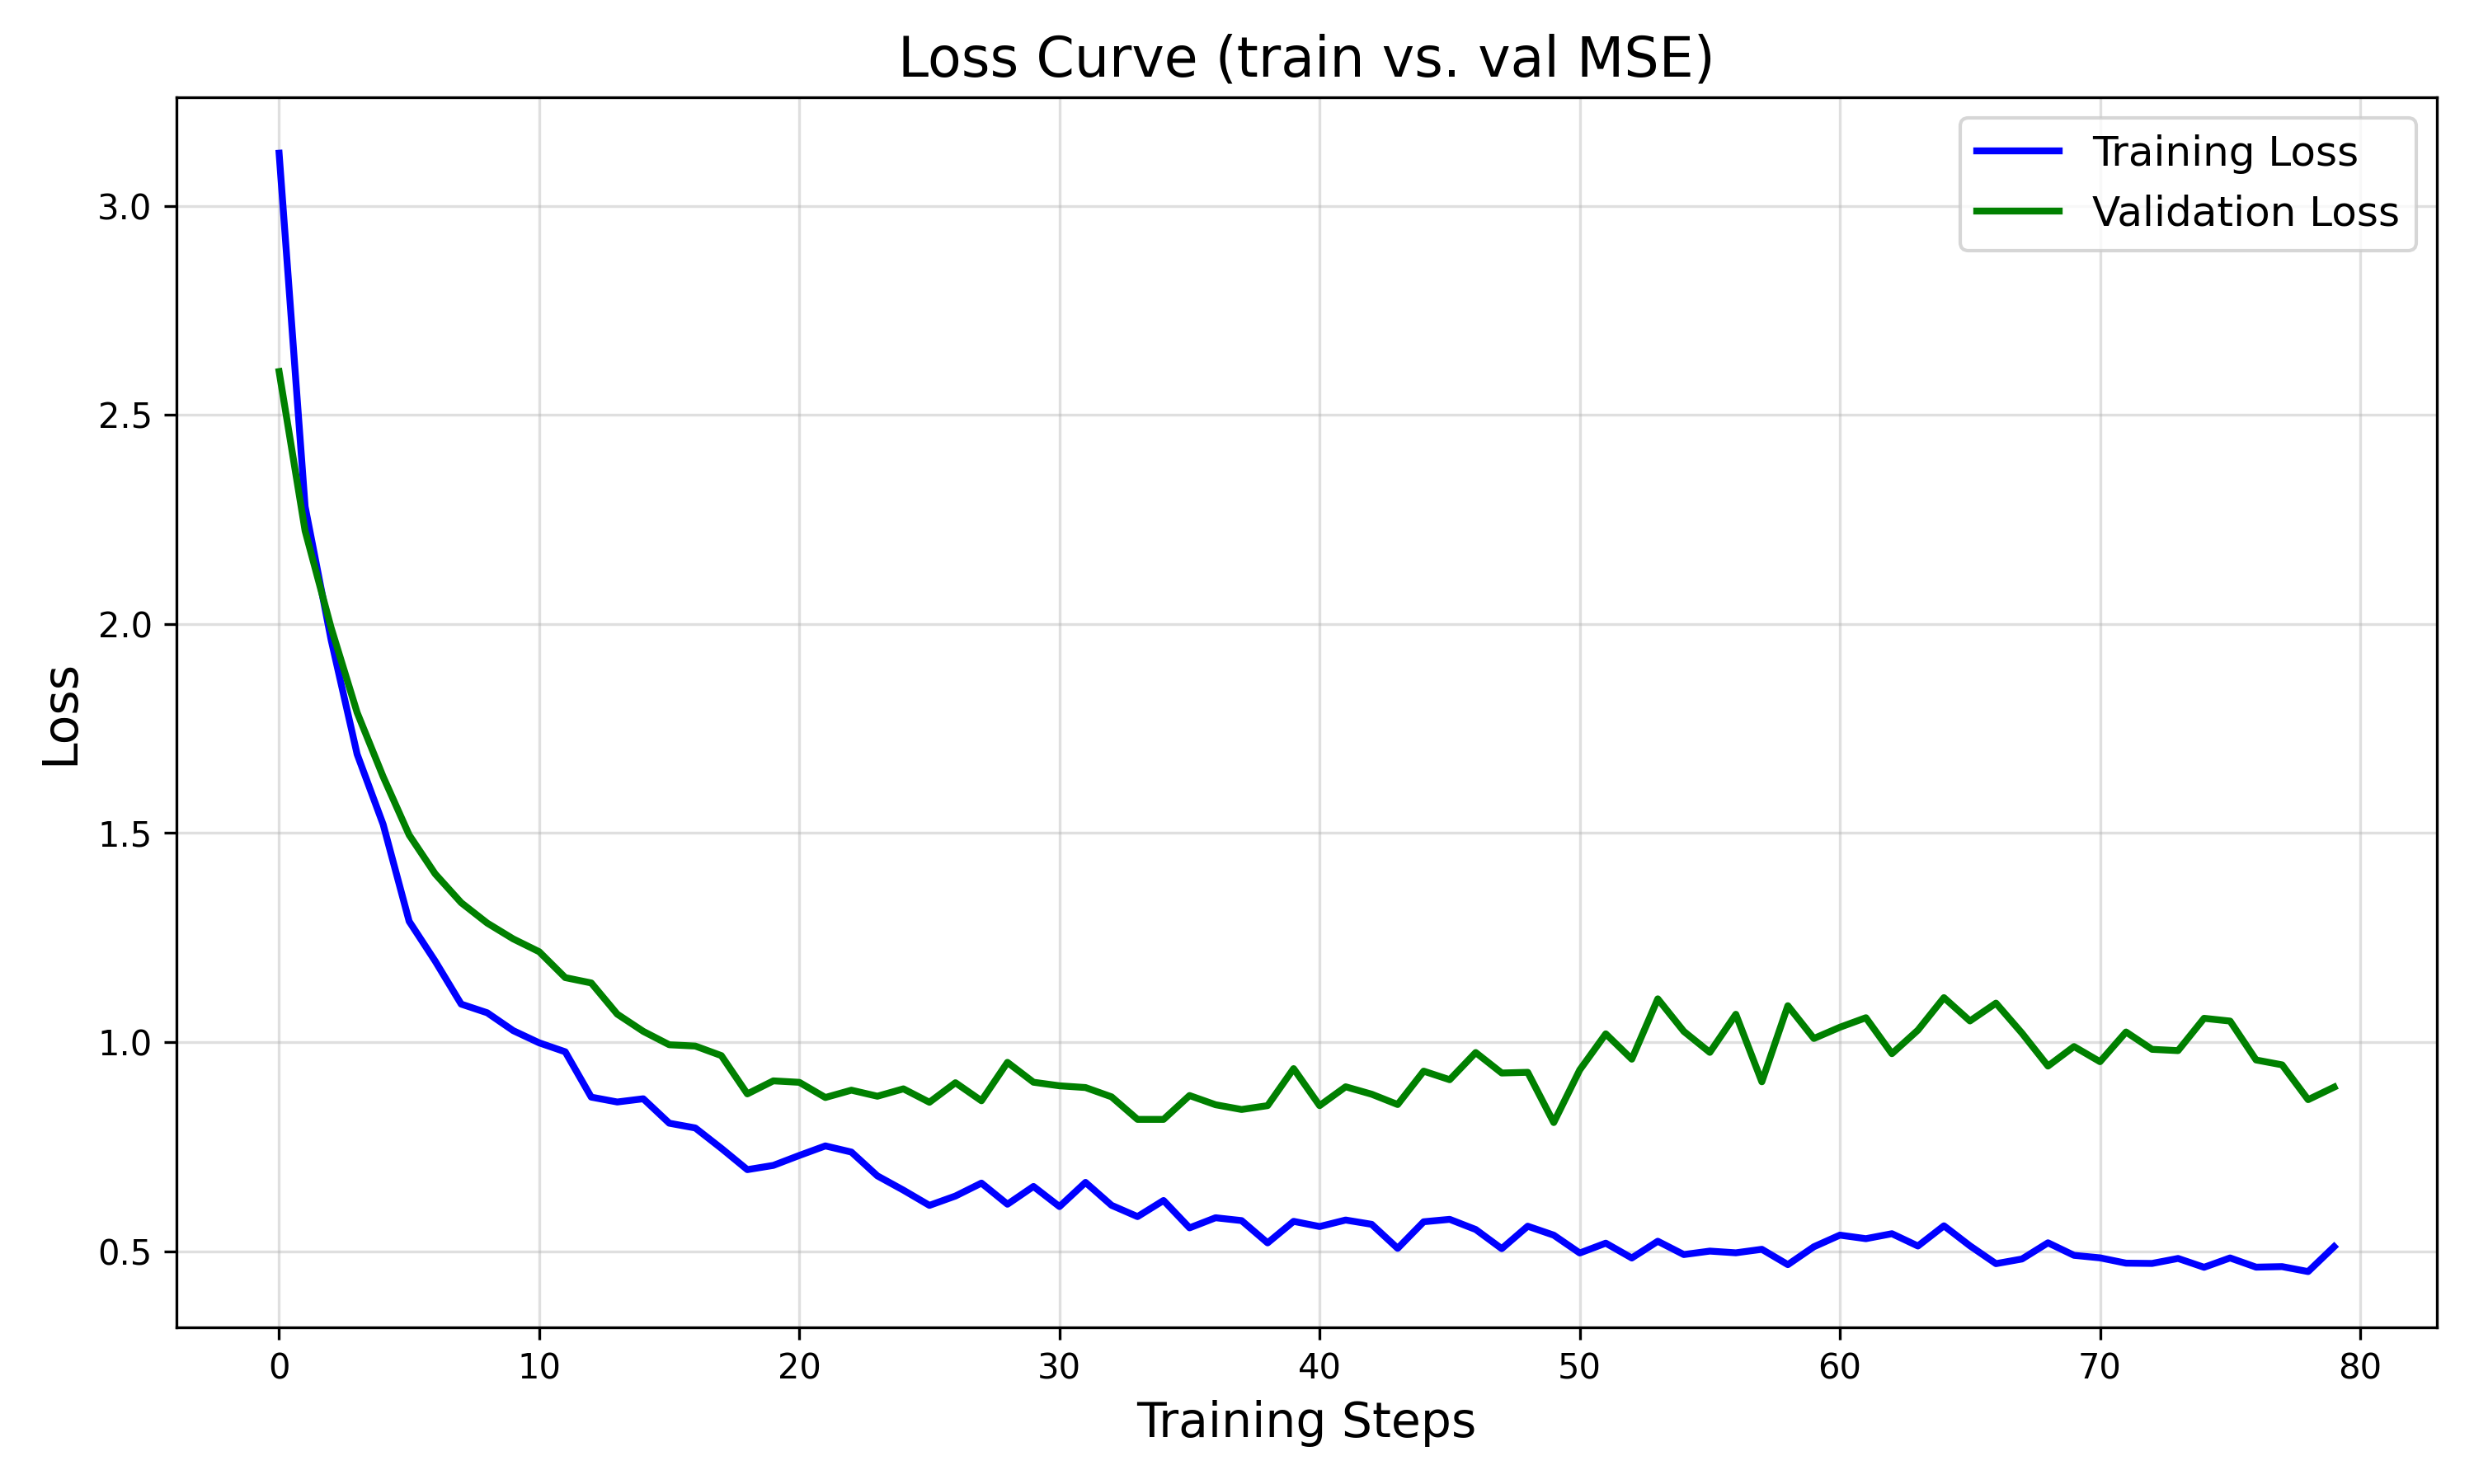 Loss Curve (train vs. val MSE)
Training Loss
Validation Loss
3.0
2.5
2.0
1.5
1.0
0.5
Loss
0 10 20 30 40 50 60 70 80
Training Steps